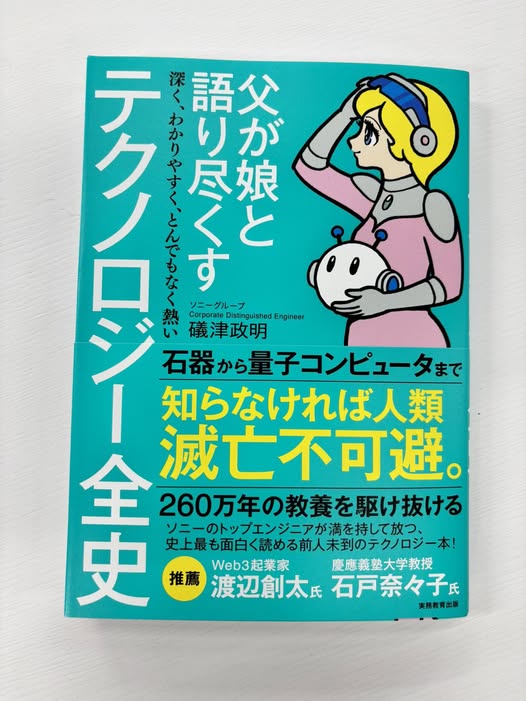 父が娘と
語り尽くす
深く、わかりやすく、とんでもなく熱い
テクノロジー全史
ソニーグループ
Corporate Distinguished Engineer
礒津政明
石器から量子コンピュータまで
知らなければ人類
滅亡不可避。
260万年の教養を駆け抜ける
ソニーのトップエンジニアが満を持して放つ、
史上最も面白く読める前人未到のテクノロジー本！
推薦
Web3起業家
渡辺創太氏
慶應義塾大学教授
石戸奈々子氏
実務教育出版